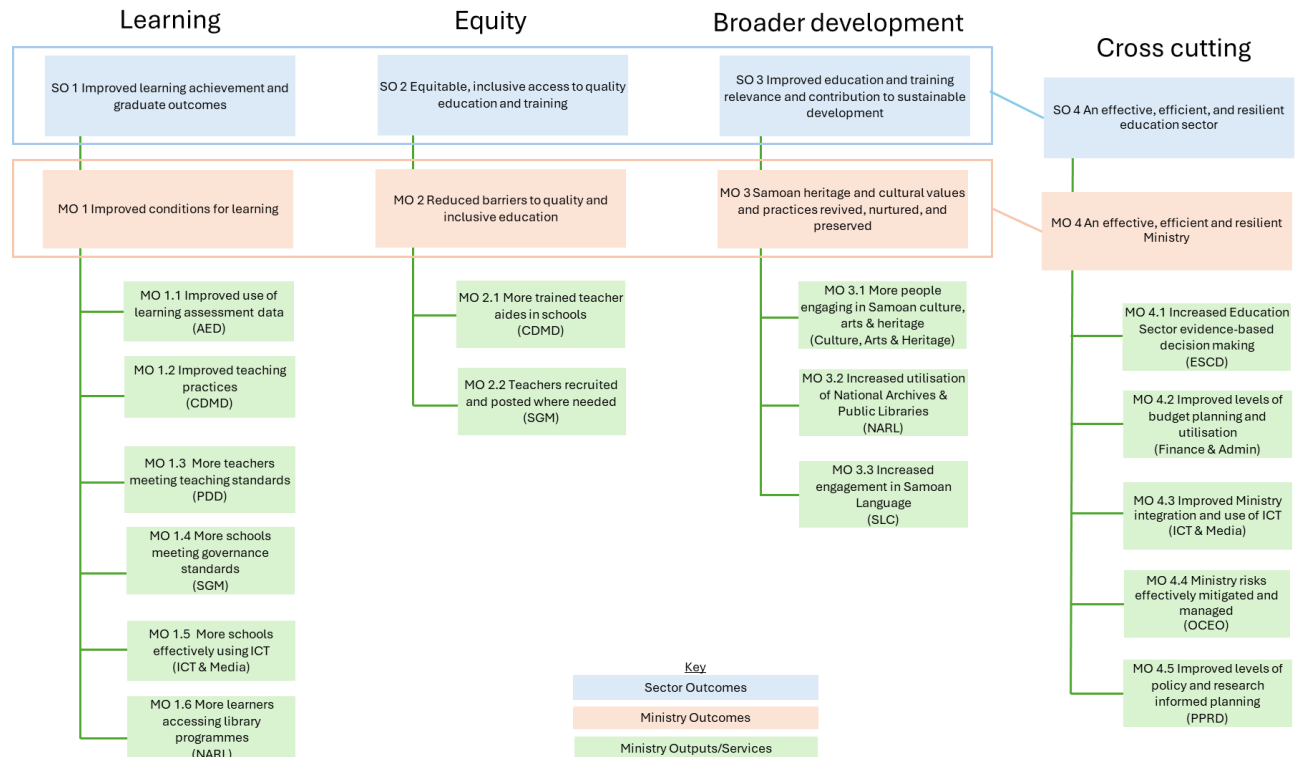 Learning
Equity
Broader development
Cross cutting
SO 1 Improved learning achievement and
graduate outcomes
SO 2 Equitable, inclusive access to quality
education and training
SO 3 Improved education and training
relevance and contribution to sustainable
development
SO 4 An effective, efficient, and resilient
education sector
MO 1 Improved conditions for learning
MO 2 Reduced barriers to quality and
inclusive education
MO 3 Samoan heritage and cultural values
and practices revived, nurtured, and
preserved
MO 4 An effective, efficient and resilient
Ministry
MO 1.1 Improved use of
learning assessment data
(AED)
MO 1.2 Improved teaching
practices
(CDMD)
MO 1.3  More teachers
meeting teaching standards
(PDD)
MO 1.4 More schools
meeting governance
standards
(SGM)
MO 1.5  More schools
effectively using ICT
(ICT & Media)
MO 1.6 More learners
accessing library
programmes
(NARL)
MO 2.1 More trained teacher
aides in schools
(CDMD)
MO 2.2 Teachers recruited
and posted where needed
(SGM)
MO 3.1 More people
engaging in Samoan culture,
arts & heritage
(Culture, Arts & Heritage)
MO 3.2 Increased utilisation
of National Archives &
Public Libraries
(NARL)
MO 3.3 Increased
engagement in Samoan
Language
(SLC)
MO 4.1 Increased Education
Sector evidence-based
decision making
(ESCD)
MO 4.2 Improved levels of
budget planning and
utilisation
(Finance & Admin)
MO 4.3 Improved Ministry
integration and use of ICT
(ICT & Media)
MO 4.4 Ministry risks
effectively mitigated and
managed
(OCEO)
MO 4.5 Improved levels of
policy and research
informed planning
(PPRD)
Key
Sector Outcomes
Ministry Outcomes
Ministry Outputs/Services